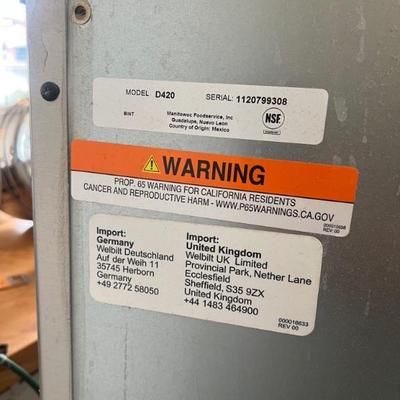 MODEL D420 SERIAL: 1120799308
BINT Manitowoc Foodservice, Inc
Guadalupe, Nuevo Leon
Country of Origin: Mexico
NSF
WARNING
PROP. 65 WARNING FOR CALIFORNIA RESIDENTS
CANCER AND REPRODUCTIVE HARM - WWW.P65WARNINGS.CA.GOV
000016698
REV 00
Import:
Germany
Welbilt Deutschland
Auf der Weih 11
35745 Herborn
Germany
+49 2772 58050
Import:
United Kingdom
Welbilt UK Limited
Provincial Park, Nether Lane
Ecclesfield
Sheffield, S35 9ZX
United Kingdom
+44 1483 464900
000016633
REV 00